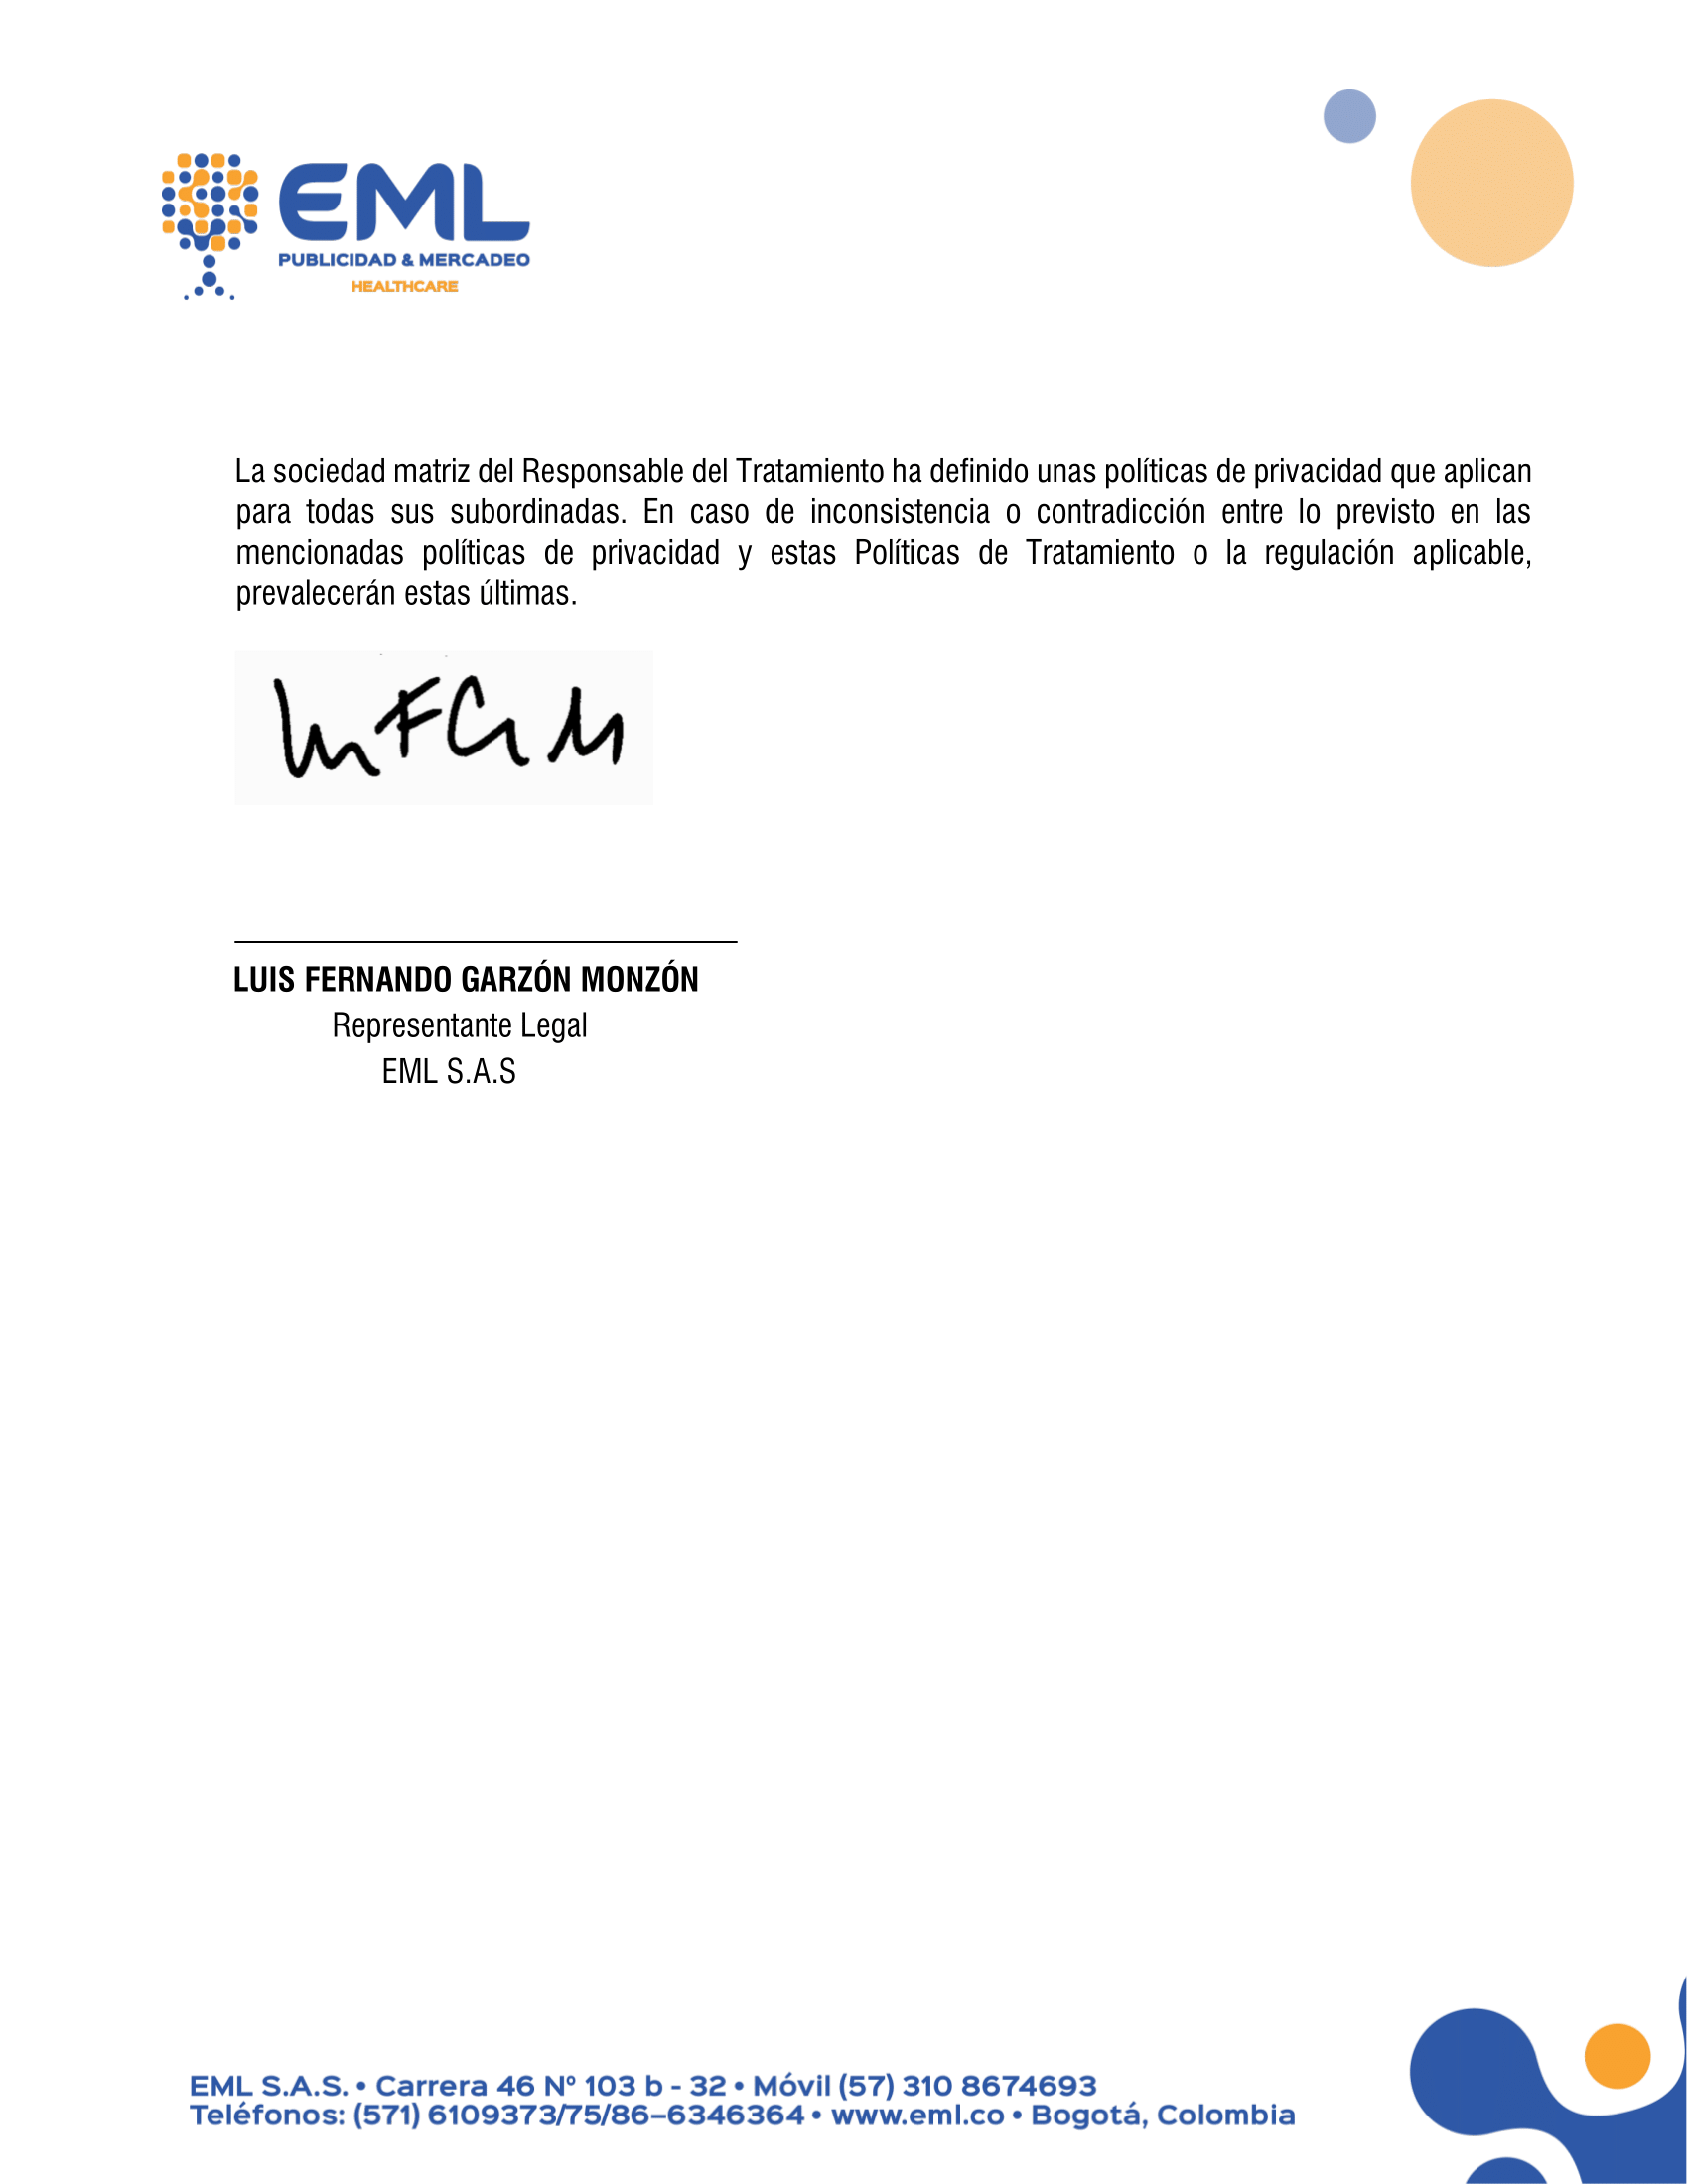 EML
PUBLICIDAD & MERCADEO
HEALTHCARE
La sociedad matriz del Responsable del Tratamiento ha definido unas políticas de privacidad que aplican
para todas sus subordinadas. En caso de inconsistencia o contradicción entre lo previsto en las
mencionadas políticas de privacidad y estas Políticas de Tratamiento o la regulación aplicable,
prevalecerán estas últimas.
LUIS FERNANDO GARZÓN MONZÓN
Representante Legal
EML S.A.S
EML S.A.S. • Carrera 46 Nº 103 b - 32 • Móvil (57) 310 8674693
Teléfonos: (571) 6109373/75/86–6346364 • www.eml.co • Bogotá, Colombia